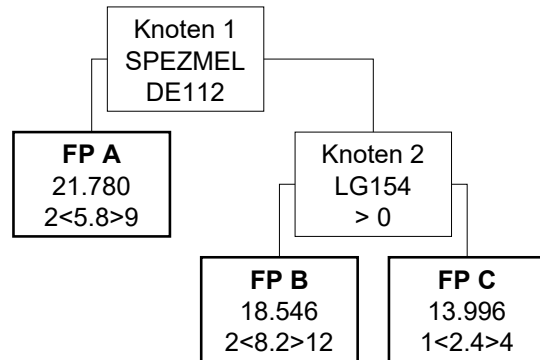 Knoten 1
SPEZMEL
DE112
FP A
21.780
2<5.8>9
Knoten 2
LG154
> 0
FP B
18.546
2<8.2>12
FP C
13.996
1<2.4>4